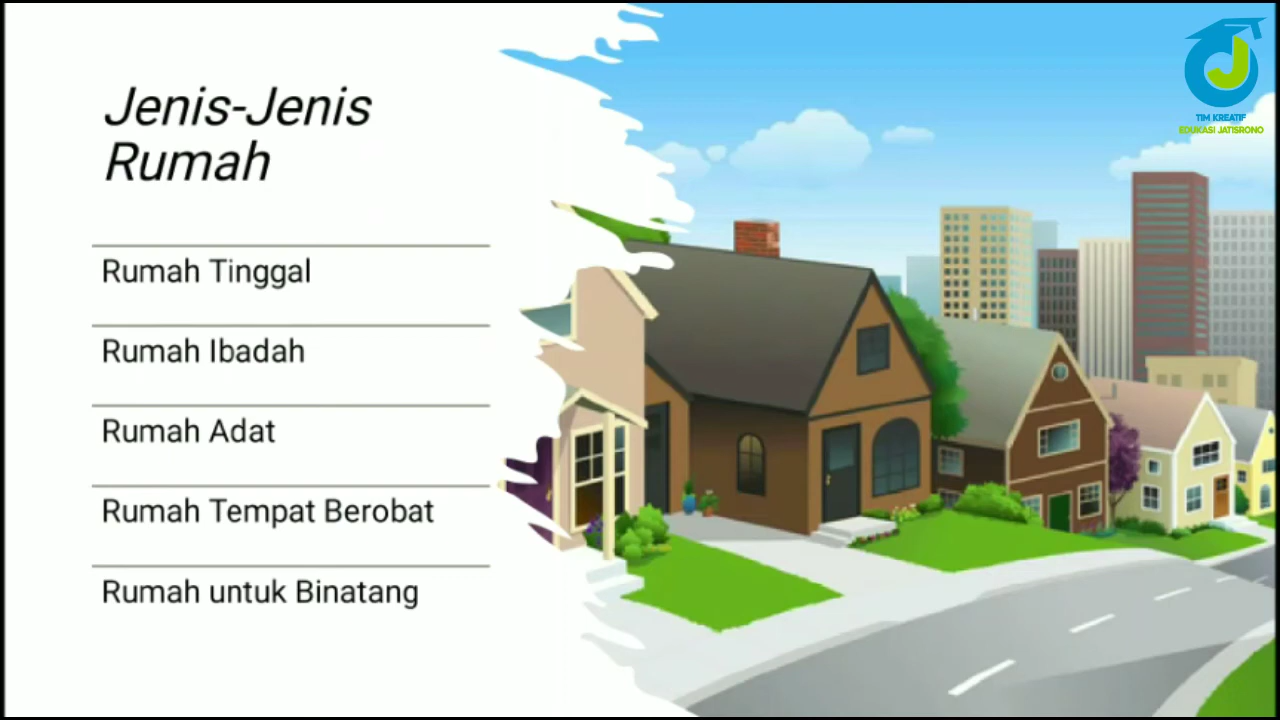 Jenis-Jenis
Rumah
Rumah Tinggal
Rumah Ibadah
Rumah Adat
Rumah Tempat Berobat
Rumah untuk Binatang
TIM KREATIF
EDUKASI JATISRONO